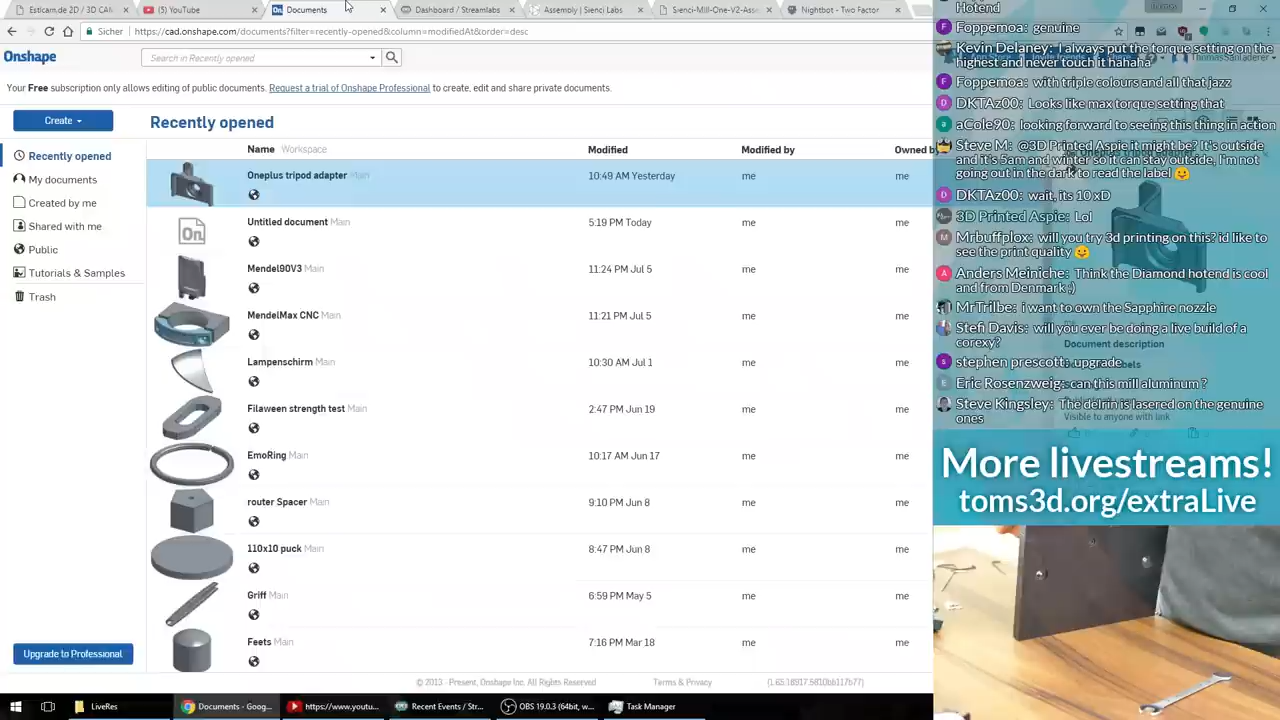 Estlcam.de 2D / 3D CAM
(5) YouTube
Documents
Dashboard / Streamlabs
Assembly | Sienci Labs
Sienci-Mill-One-V2-Asse
Nightbot - Two Factor
Sicher
https://cad.onshape.com/documents?filter=recently-opened&column=modifiedAt&order=desc
Onshape
Search in Recently opened
Your Free subscription only allows editing of public documents. Request a trial of Onshape Professional to create, edit and share private documents.
Create
Recently opened
My documents
Created by me
Shared with me
Public
Tutorials & Samples
Trash
Upgrade to Professional
Recently opened
Name Workspace Modified Modified by Owned by
Oneplus tripod adapter Main 10:49 AM Yesterday me me
Untitled document Main 5:19 PM Today me me
Mendel90V3 Main 11:24 PM Jul 5 me me
MendelMax CNC Main 11:21 PM Jul 5 me me
Lampenschirm Main 10:30 AM Jul 1 me me
Filaween strength test Main 2:47 PM Jun 19 me me
EmoRing Main 10:17 AM Jun 17 me me
router Spacer Main 9:10 PM Jun 8 me me
110x10 puck Main 8:47 PM Jun 8 me me
Griff Main 6:59 PM May 5 me me
Feets Main 7:16 PM Mar 18 me me
© 2013 - Present, Onshape Inc. All Rights Reserved
Terms & Privacy
Hotend
Foppemoa: genuine
Kevin Delaney: I always put the torque setting on the
highest and never touch it hahaha
Foppemoa: with triple colours and all that jazz
DKTAz00: Looks like max torque setting that
aCole90: looking forward to seeing this thing in action
Steve M: @3D Printed Aspie it might be? It's outside
and it's 5am and winter so it can stay outside, I'm not
going out in the dark to read the label
DKTAz00: wait, its 10 xD
3D Printed Aspie: Lol
Mrbuffplox: will you try 3d printing on this? id like to
see the print quality
Anders Meiniche: Think the Diamond hotend is cool
and from Denmark ;)
MrTrilbe: i want to own the Sapphire nozzle
Stefi Davis: will you ever be doing a live build of a
corexy?
Document description
stephen prescott: upgrade
Eric Rosenzweig: can this mill aluminum ?
Steve Kingsley: The delrin is lasered on the genuine
ones
Visible to anyone with link
More livestreams!
toms3d.org/extraLive
LiveRes
Documents - Goog...
https://www.youtu...
Recent Events / Str...
OBS 19.0.3 (64bit, w...
Task Manager